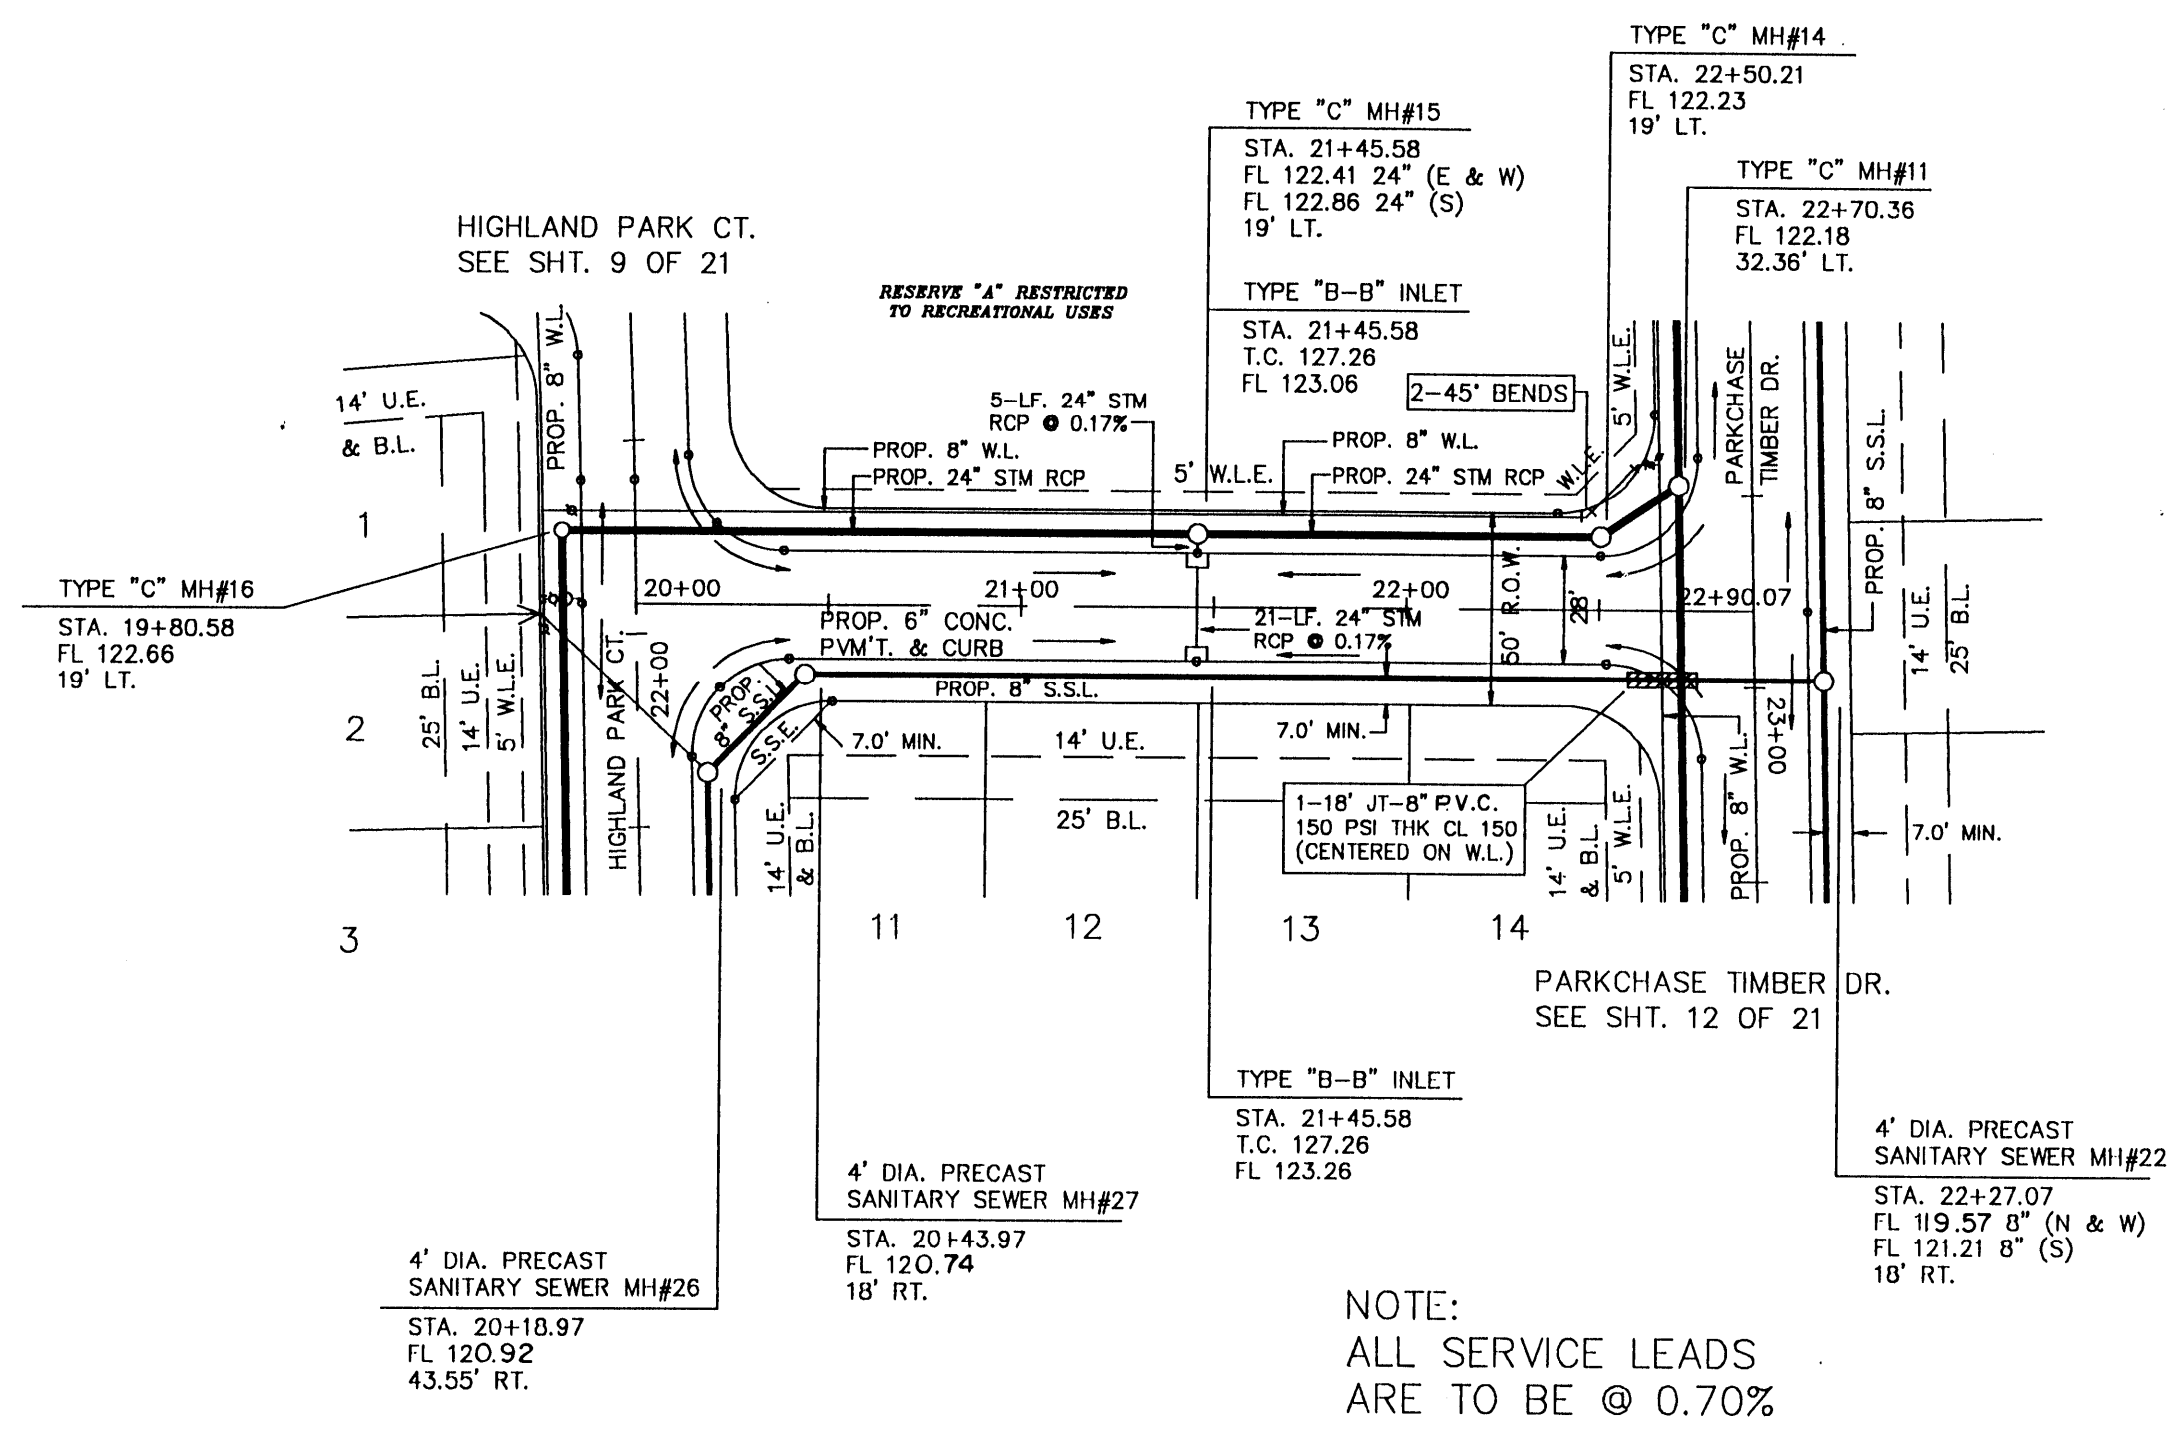 TYPE "C" MH#14
STA. 22+50.21
FL 122.23
19' LT.
TYPE "C" MH#15
STA. 21+45.58
FL 122.41 24" (E & W)
FL 122.86 24" (S)
19' LT.
TYPE "C" MH#11
STA. 22+70.36
FL 122.18
32.36' LT.
HIGHLAND PARK CT.
SEE SHT. 9 OF 21
RESERVE "A" RESTRICTED
TO RECREATIONAL USES
TYPE "B-B" INLET
STA. 21+45.58
T.C. 127.26
FL 123.06
2-45° BENDS
5' W.L.E.
PARKCHASE
TIMBER DR.
PROP. 8" W.L.
14' U.E.
& B.L.
5-LF. 24" STM
RCP @ 0.17%
PROP. 8" W.L.
PROP. 24" STM RCP
5' W.L.E.
PROP. 8" W.L.
PROP. 24" STM RCP
W.L.E.
PROP. 8" S.S.L.
1
TYPE "C" MH#16
STA. 19+80.58
FL 122.66
19' LT.
20+00
21+00
22+00
22+90.07
PROP. 6" CONC.
PVM'T. & CURB
21-LF. 24" STM
RCP @ 0.17%
50' R.O.W.
28'
14' U.E.
25' B.L.
2
25' B.L.
14' U.E.
5' W.L.E.
HIGHLAND PARK CT.
22+00
PROP.
8" S.S.L.
S.S.E.
PROP. 8" S.S.L.
7.0' MIN.
14' U.E.
7.0' MIN.
23+00
25' B.L.
1-18' JT-8" P.V.C.
150 PSI THK CL 150
(CENTERED ON W.L.)
14' U.E.
& B.L.
14' U.E.
& B.L.
5' W.L.E.
PROP. 8" W.L.
7.0' MIN.
3
11
12
13
14
PARKCHASE TIMBER DR.
SEE SHT. 12 OF 21
TYPE "B-B" INLET
STA. 21+45.58
T.C. 127.26
FL 123.26
4' DIA. PRECAST
SANITARY SEWER MH#22
STA. 22+27.07
FL 119.57 8" (N & W)
FL 121.21 8" (S)
18' RT.
4' DIA. PRECAST
SANITARY SEWER MH#27
STA. 20+43.97
FL 120.74
18' RT.
4' DIA. PRECAST
SANITARY SEWER MH#26
STA. 20+18.97
FL 120.92
43.55' RT.
NOTE:
ALL SERVICE LEADS
ARE TO BE @ 0.70%